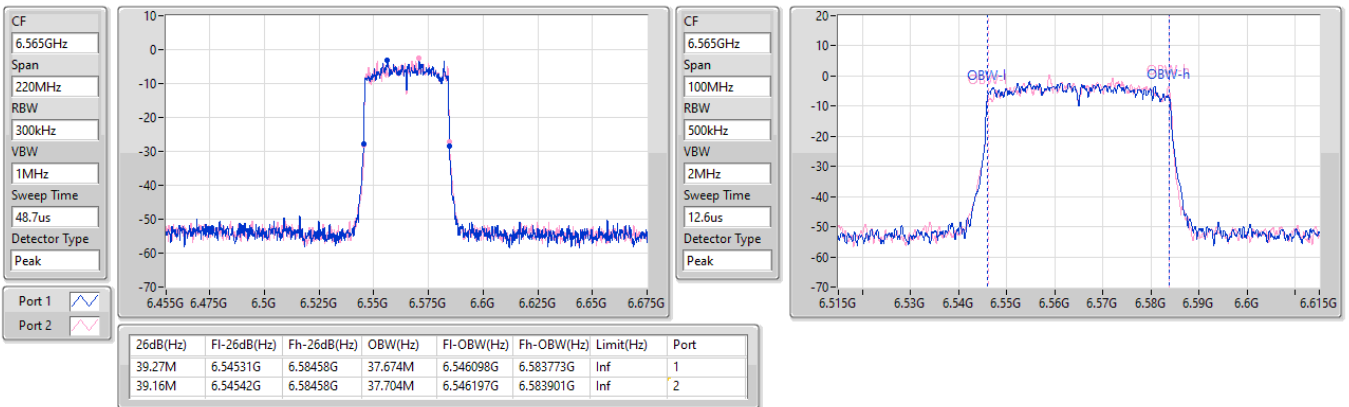 CF
6.565GHz
Span
220MHz
RBW
300kHz
VBW
1MHz
Sweep Time
48.7us
Detector Type
Peak
Port 1
Port 2
10
0
-10
-20
-30
-40
-50
-60
-70
6.455G 6.475G 6.5G 6.525G 6.55G 6.575G 6.6G 6.625G 6.65G 6.675G
CF
6.565GHz
Span
100MHz
RBW
500kHz
VBW
2MHz
Sweep Time
12.6us
Detector Type
Peak
20
10
0
-10
-20
-30
-40
-50
-60
-70
OBW-l OBW-h
6.515G 6.53G 6.54G 6.55G 6.56G 6.57G 6.58G 6.59G 6.6G 6.615G
26dB(Hz) Fl-26dB(Hz) Fh-26dB(Hz) OBW(Hz) Fl-OBW(Hz) Fh-OBW(Hz) Limit(Hz) Port
39.27M 6.54531G 6.58458G 37.674M 6.546098G 6.583773G Inf 1
39.16M 6.54542G 6.58458G 37.704M 6.546197G 6.583901G Inf 2